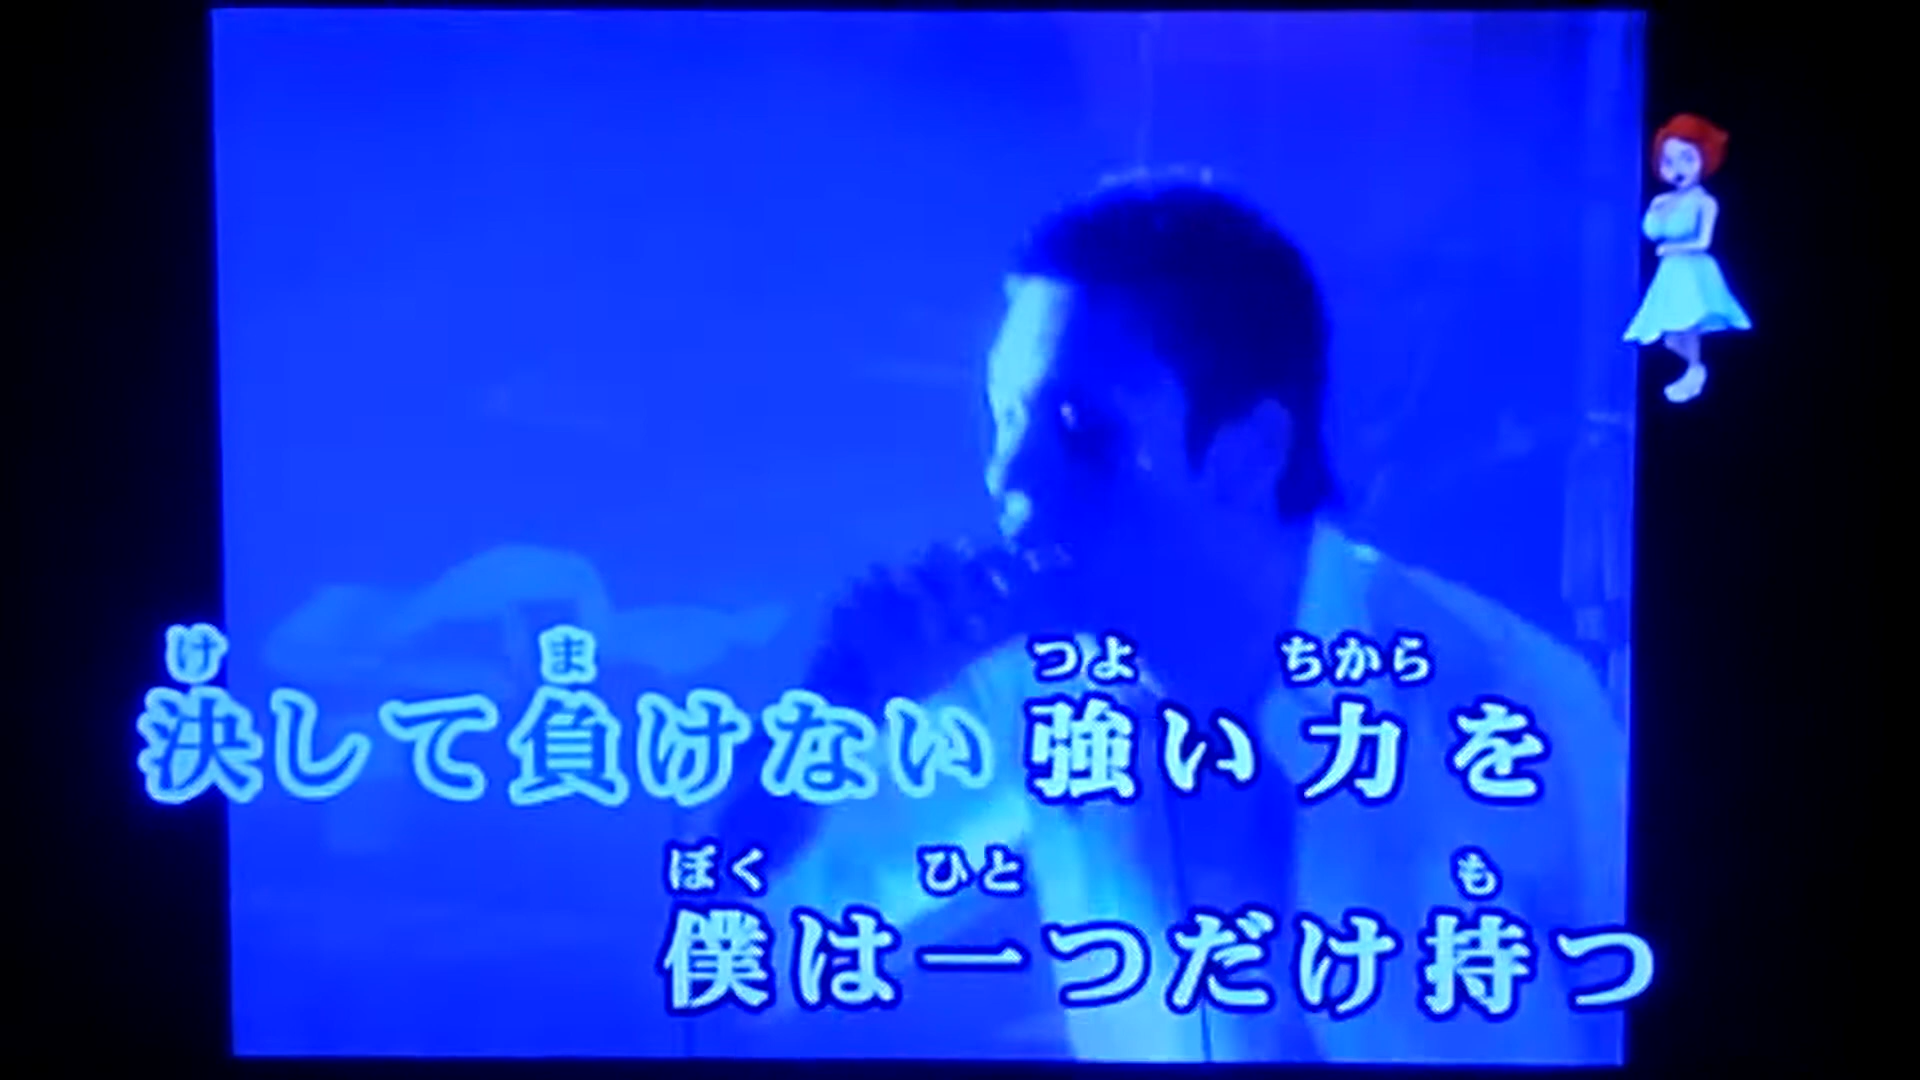 け ま つよ ちから
決して負けない強い力を
ぼく ひと も
僕は一つだけ持つ